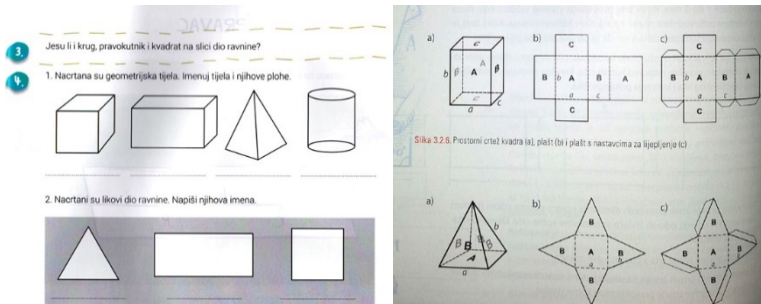 3.
Jesu li i krug, pravokutnik i kvadrat na slici dio ravnine?
4.
1. Nacrtana su geometrijska tijela. Imenuj tijela i njihove plohe.
2. Nacrtani su likovi dio ravnine. Napiši njihova imena.
a)
b)
c)
C
A
b
B
A
B
a
c
C
C
B
b
A
B
A
a
c
C
C
B
b
A
B
A
a
c
C
Slika 3.2.6. Prostorni crtež kvadra (a), plašt (b) i plašt s nastavcima za lijepljenje (c)
a)
b)
c)
b
B
B
B
A
a
B
B
A
B
a
b
B
B
B
A
B
a
B